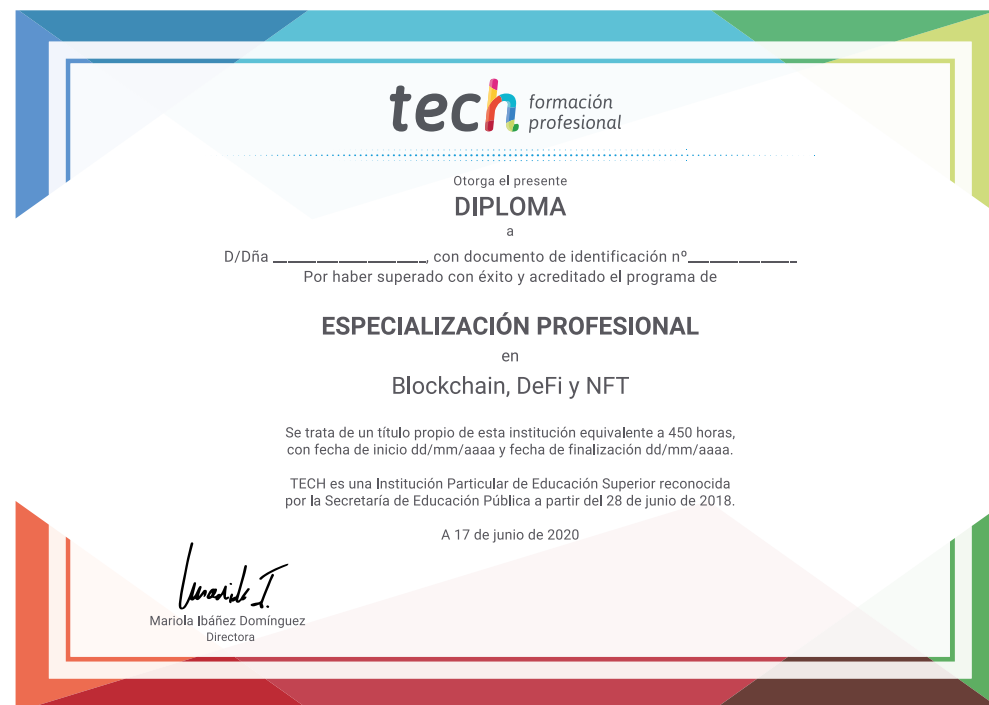 tech formación
profesional
Otorga el presente
DIPLOMA
a
D/Dña ______________, con documento de identificación nº__________
Por haber superado con éxito y acreditado el programa de
ESPECIALIZACIÓN PROFESIONAL
en
Blockchain, DeFi y NFT
Se trata de un título propio de esta institución equivalente a 450 horas,
con fecha de inicio dd/mm/aaaa y fecha de finalización dd/mm/aaaa.
TECH es una Institución Particular de Educación Superior reconocida
por la Secretaría de Educación Pública a partir del 28 de junio de 2018.
A 17 de junio de 2020
Mariola I.
Mariola Ibáñez Domínguez
Directora